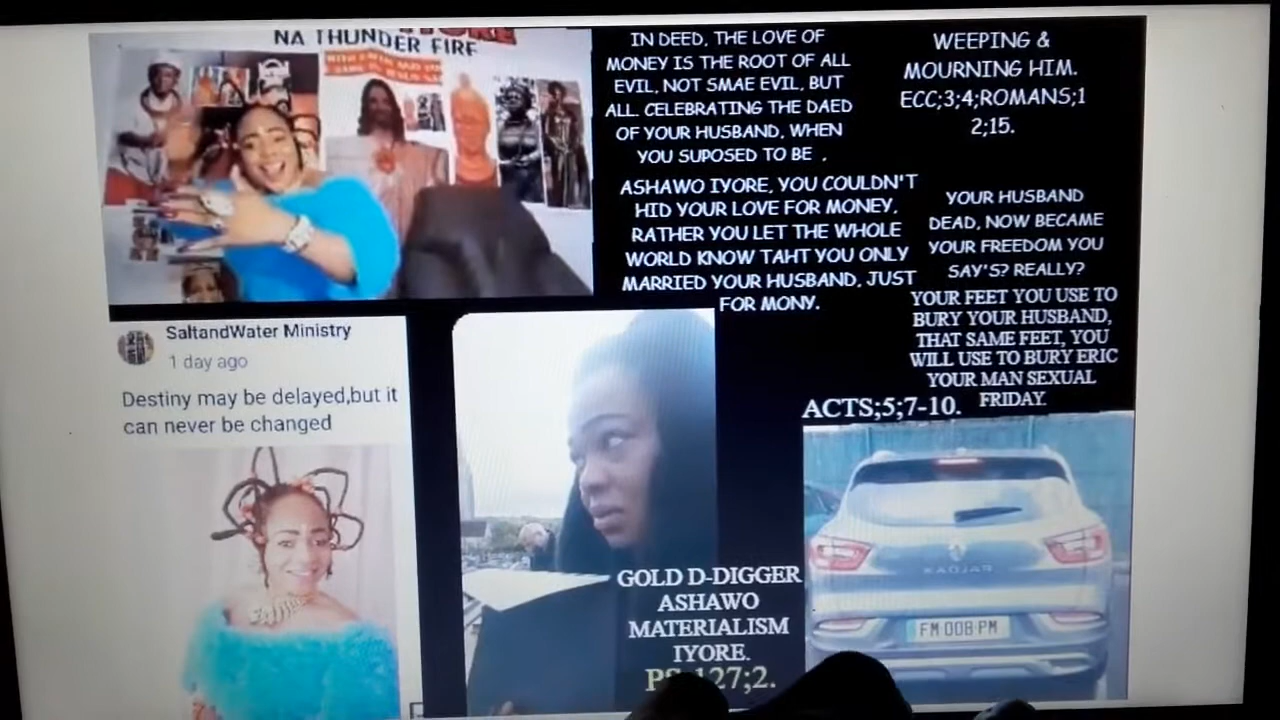 NA THUNDER FIRE
IN DEED, THE LOVE OF
MONEY IS THE ROOT OF ALL
EVIL, NOT SMAE EVIL, BUT
ALL. CELEBRATING THE DAED
OF YOUR HUSBAND, WHEN
YOU SUPOSED TO BE .
WEEPING &
MOURNING HIM.
ECC;3;4;ROMANS;1
2;15.
ASHAWO IYORE, YOU COULDN'T
HID YOUR LOVE FOR MONEY,
RATHER YOU LET THE WHOLE
WORLD KNOW TAHT YOU ONLY
MARRIED YOUR HUSBAND, JUST
FOR MONY.
YOUR HUSBAND
DEAD, NOW BECAME
YOUR FREEDOM YOU
SAY'S? REALLY?
YOUR FEET YOU USE TO
BURY YOUR HUSBAND,
THAT SAME FEET, YOU
WILL USE TO BURY ERIC
YOUR MAN SEXUAL
FRIDAY.
ACTS;5;7-10.
SaltandWater Ministry
1 day ago
Destiny may be delayed,but it
can never be changed
GOLD D-DIGGER
ASHAWO
MATERIALISM
IYORE.
127;2.
KADJAR
FM 008 PM